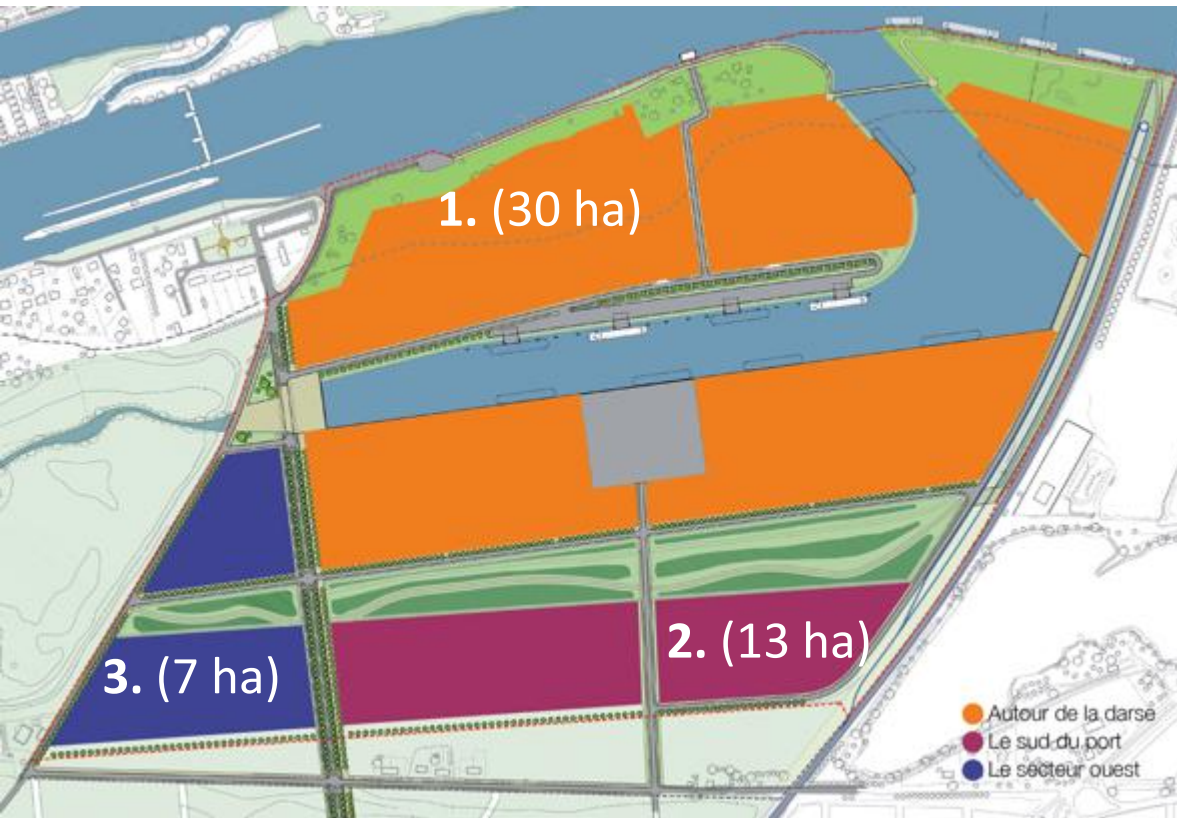 1. (30 ha)
2. (13 ha)
3. (7 ha)
Autour de la darse
Le sud du port
Le secteur ouest